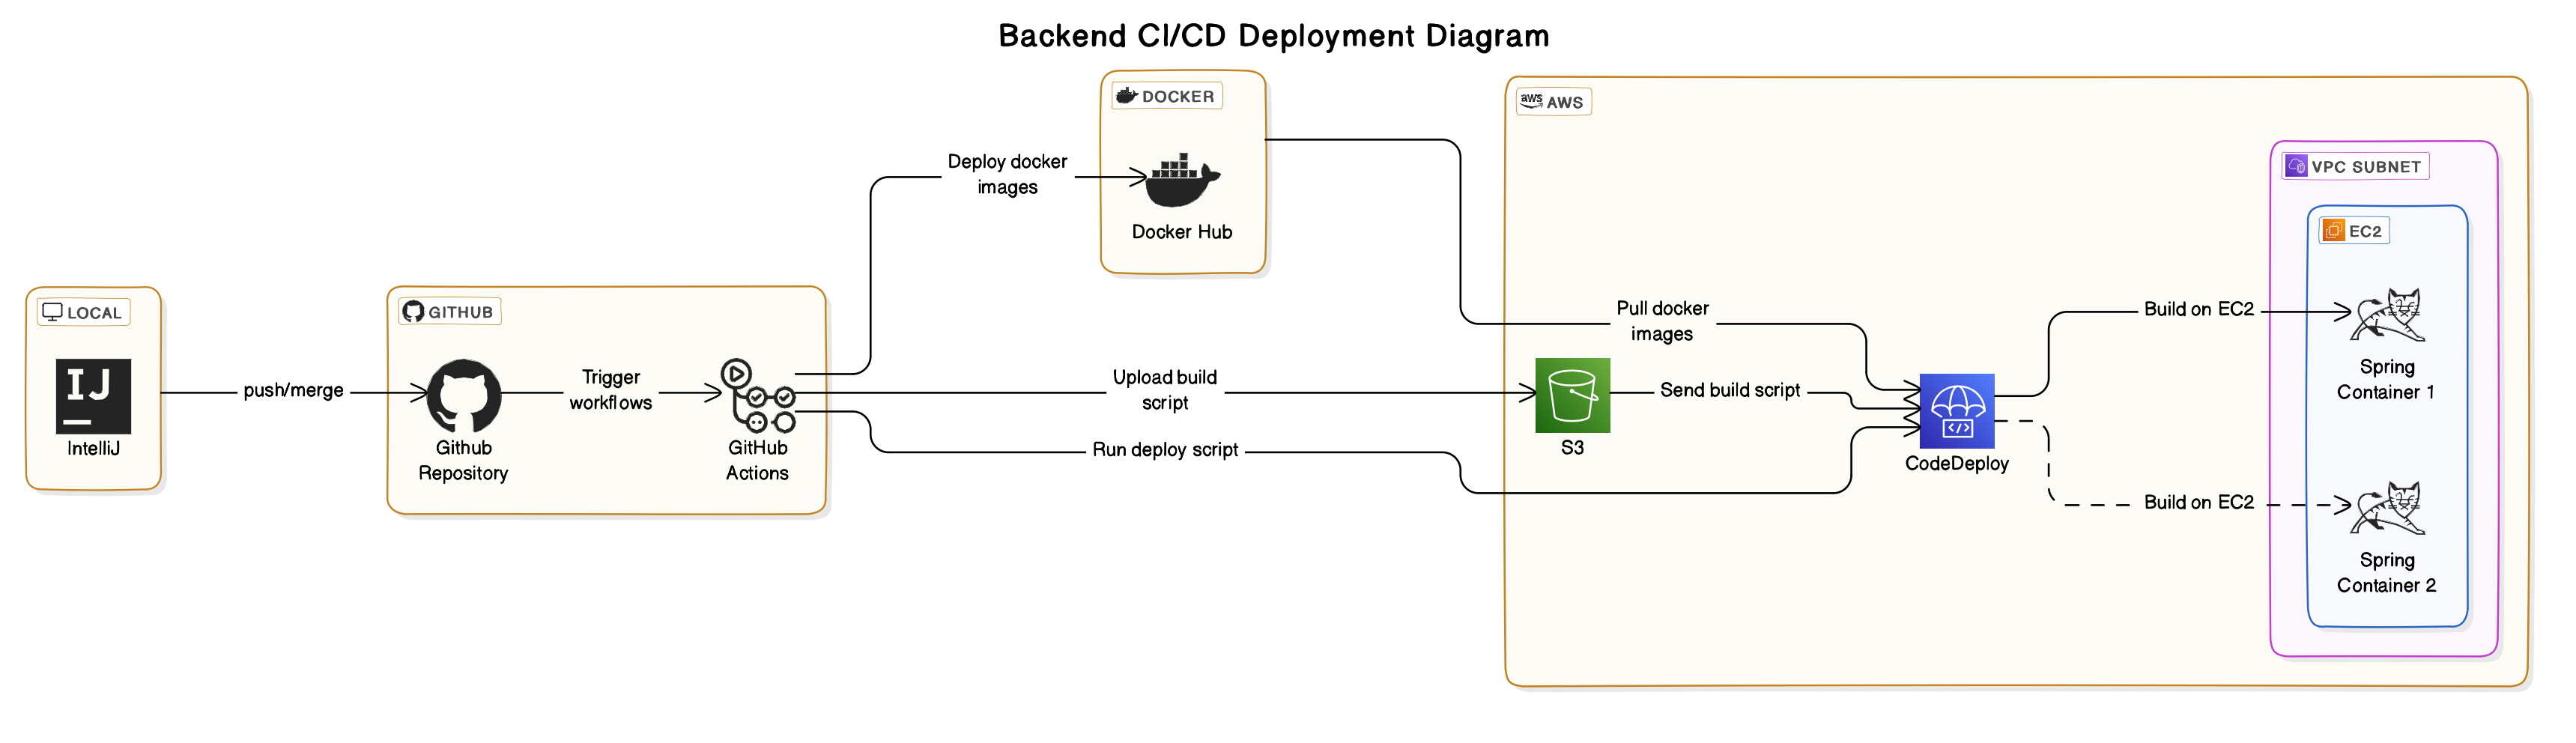 Backend CI/CD Deployment Diagram
LOCAL
IJ
IntelliJ
push/merge
GITHUB
Github
Repository
Trigger
workflows
GitHub
Actions
Deploy docker
images
DOCKER
Docker Hub
Upload build
script
Run deploy script
aws AWS
Pull docker
images
S3
Send build script
</>
CodeDeploy
Build on EC2
Build on EC2
VPC SUBNET
EC2
Spring
Container 1
Spring
Container 2